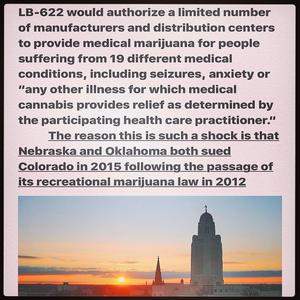 LB-622 would authorize a limited number
of manufacturers and distribution centers
to provide medical marijuana for people
suffering from 19 different medical
conditions, including seizures, anxiety or
“any other illness for which medical
cannabis provides relief as determined by
the participating health care practitioner.”
The reason this is such a shock is that
Nebraska and Oklahoma both sued
Colorado in 2015 following the passage of
its recreational marijuana law in 2012